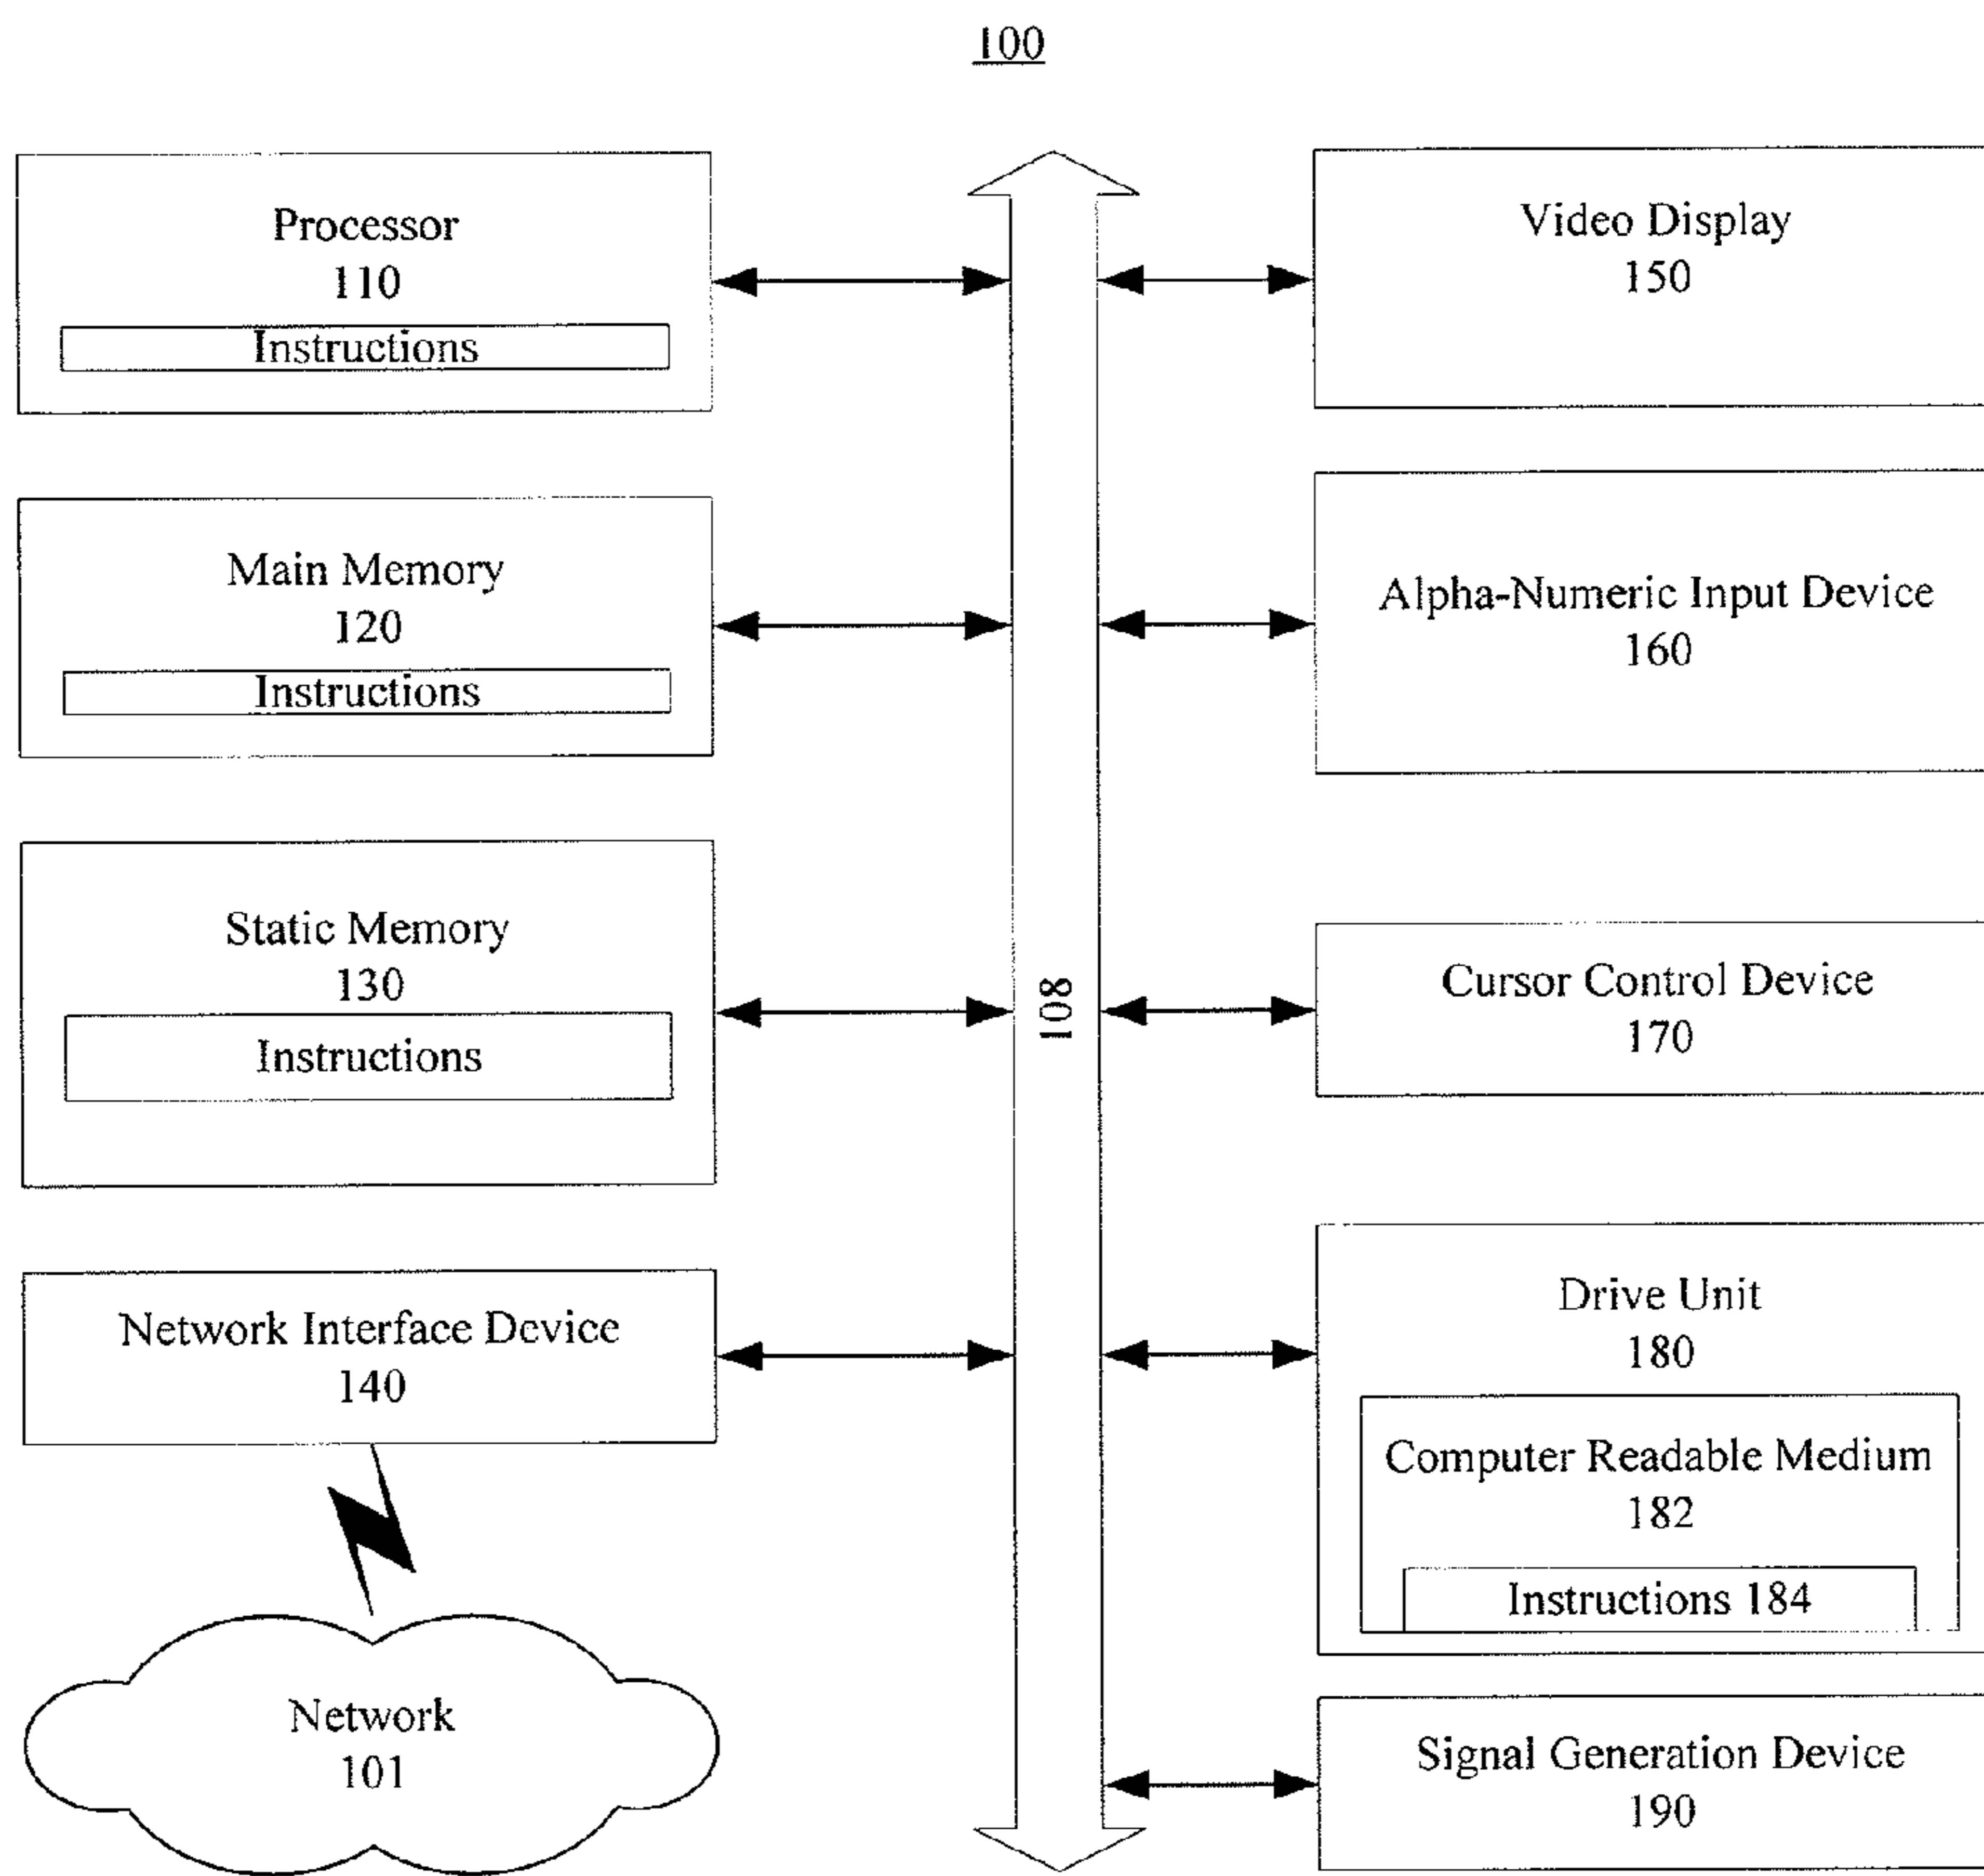 100
Processor
110
Instructions
Main Memory
120
Instructions
Static Memory
130
Instructions
Network Interface Device
140
Network
101
108
Video Display
150
Alpha-Numeric Input Device
160
Cursor Control Device
170
Drive Unit
180
Computer Readable Medium
182
Instructions 184
Signal Generation Device
190